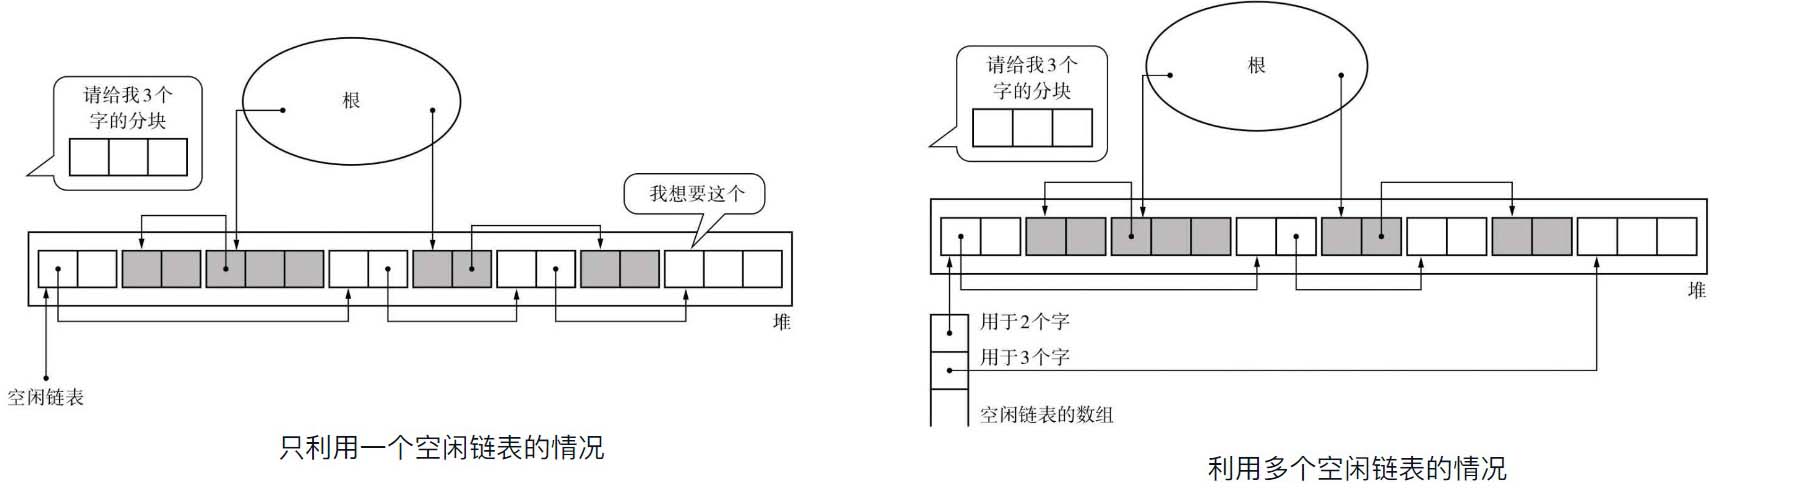 请给我3个
字的分块
根
我想要这个
堆
空闲链表
只利用一个空闲链表的情况
请给我3个
字的分块
根
堆
用于2个字
用于3个字
空闲链表的数组
利用多个空闲链表的情况